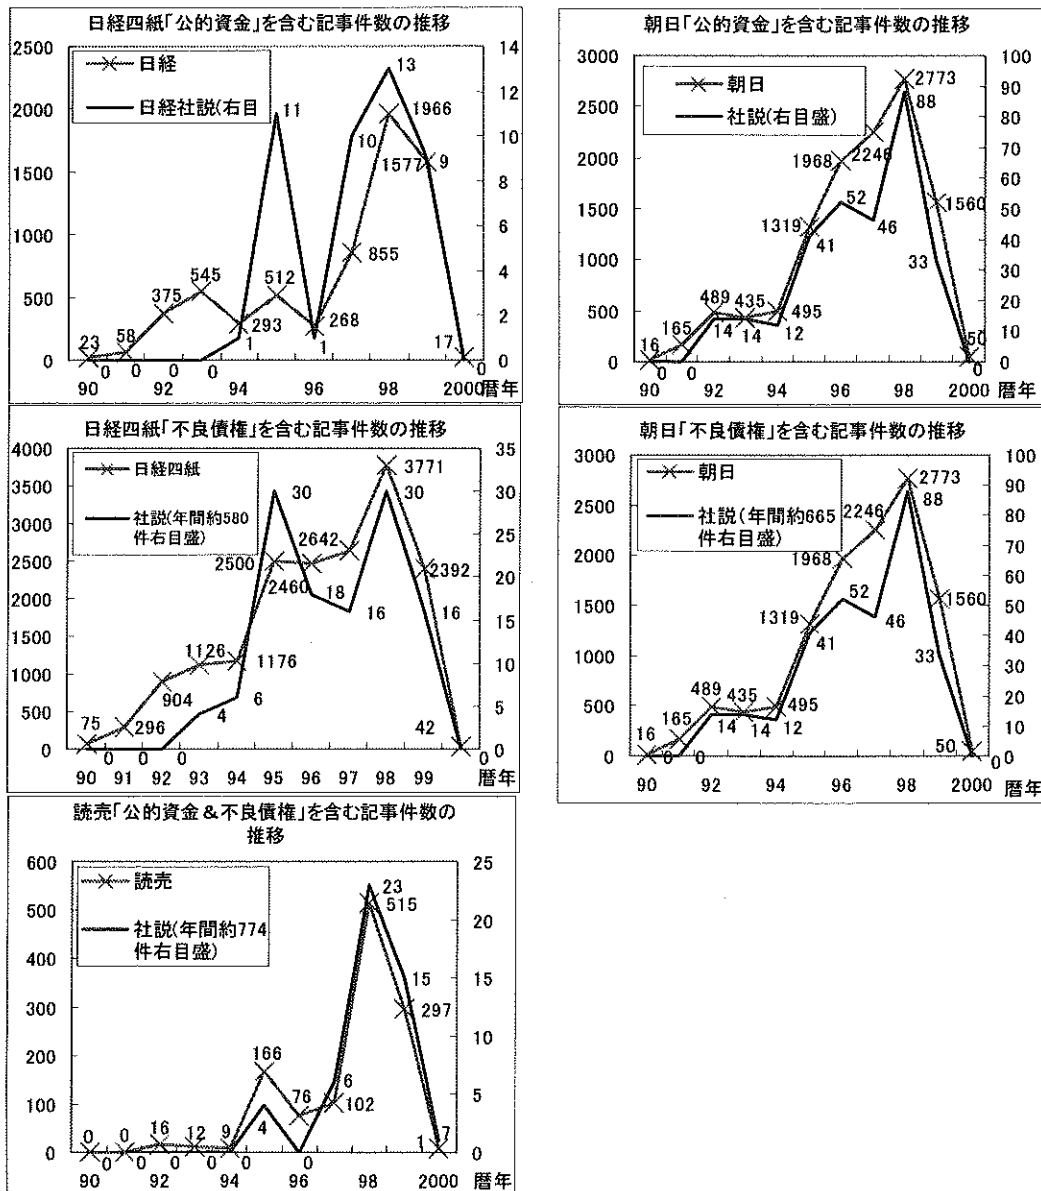 日経四紙「公的資金」を含む記事件数の推移
2500 14
日経
日経社説(右目
2000 12
1500 10
1000 8
500 6
0 4
2
0
23 58 375 545 293 512 268 855 1966 1577 17
0 0 0 0 1 11 1 10 13 9 0
90 92 94 96 98 2000 暦年
朝日「公的資金」を含む記事件数の推移
3000 100
朝日
社説(右目盛)
2500 90
2000 80
1500 70
1000 60
500 50
0 40
30
20
10
0
16 165 489 435 495 1319 1968 2246 2773 1560 50
0 0 14 14 12 41 52 46 88 33 0
90 92 94 96 98 2000 暦年
日経四紙「不良債権」を含む記事件数の推移
4000 35
日経四紙
社説(年間約580
件右目盛)
3500 30
3000 25
2500 20
2000 15
1500 10
1000 5
500 0
0
75 296 904 1126 1176 2500 2460 2642 3771 2392 42
0 0 0 4 6 30 18 16 30 16 0
90 91 92 93 94 95 96 97 98 99 暦年
朝日「不良債権」を含む記事件数の推移
3000 100
朝日
社説(年間約665
件右目盛)
2500 90
2000 80
1500 70
1000 60
500 50
0 40
30
20
10
0
16 165 489 435 495 1319 1968 2246 2773 1560 50
0 0 14 14 12 41 52 46 88 33 0
90 92 94 96 98 2000 暦年
読売「公的資金&不良債権」を含む記事件数の
推移
600 25
読売
社説(年間約774
件右目盛)
500 20
400 15
300 10
200 5
100 0
0
0 0 16 12 9 166 76 102 515 297 7
0 0 0 0 0 4 0 6 23 15 1
90 92 94 96 98 2000 暦年